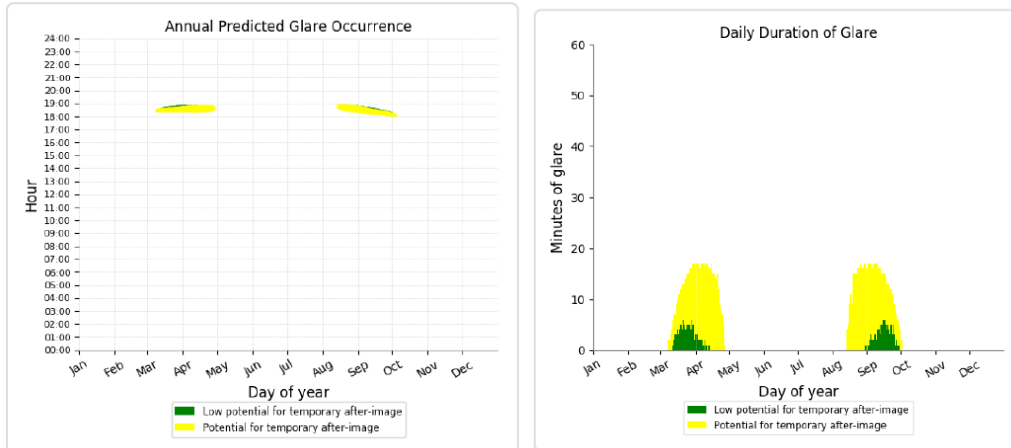 Annual Predicted Glare Occurrence
24:00
23:00
22:00
21:00
20:00
19:00
18:00
17:00
16:00
15:00
14:00
13:00
12:00
11:00
10:00
09:00
08:00
07:00
06:00
05:00
04:00
03:00
02:00
01:00
00:00
Hour
Jan Feb Mar Apr May Jun Jul Aug Sep Oct Nov Dec
Day of year
Low potential for temporary after-image
Potential for temporary after-image
Daily Duration of Glare
60
50
40
30
20
10
0
Minutes of glare
Jan Feb Mar Apr May Jun Jul Aug Sep Oct Nov Dec
Day of year
Low potential for temporary after-image
Potential for temporary after-image